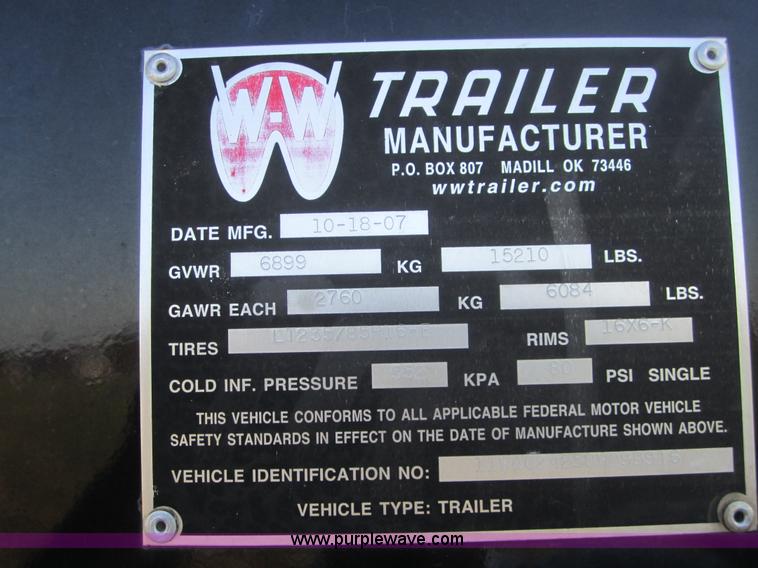 W-W TRAILER
MANUFACTURER
P.O. BOX 807 MADILL OK 73446
wwtrailer.com
DATE MFG. 10-18-07
GVWR 6899 KG 15210 LBS.
GAWR EACH 2760 KG 6084 LBS.
TIRES LT235/85R16-E RIMS 16X6-K
COLD INF. PRESSURE 552 KPA 80 PSI SINGLE
THIS VEHICLE CONFORMS TO ALL APPLICABLE FEDERAL MOTOR VEHICLE
SAFETY STANDARDS IN EFFECT ON THE DATE OF MANUFACTURE SHOWN ABOVE.
VEHICLE IDENTIFICATION NO:
VEHICLE TYPE: TRAILER
www.purplewave.com